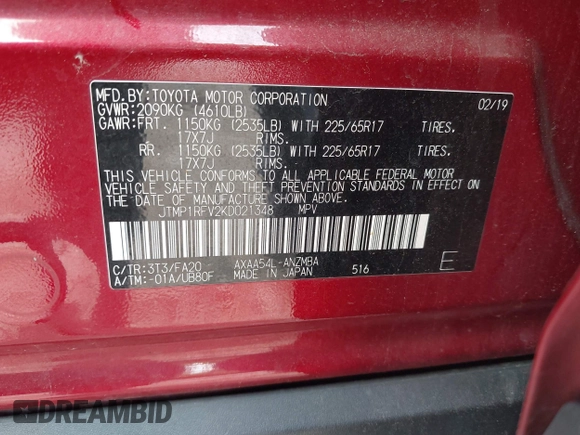 MFD.BY:TOYOTA MOTOR CORPORATION 02/19
GVWR:2090KG (4610LB)
GAWR:FRT. 1150KG (2535LB) WITH 225/65R17 TIRES.
17X7J RIMS.
RR. 1150KG (2535LB) WITH 225/65R17 TIRES.
17X7J RIMS.
THIS VEHICLE CONFORMS TO ALL APPLICABLE FEDERAL MOTOR
VEHICLE SAFETY AND THEFT PREVENTION STANDARDS IN EFFECT
ON THE DATE OF MANUFACTURE SHOWN ABOVE.
JTMP1RFV2KD021348 MPV
C/TR:3T3/FA20 AXAA54L-ANZMBA
A/TM:-01A/UB80F MADE IN JAPAN 516 E
DREAMBID